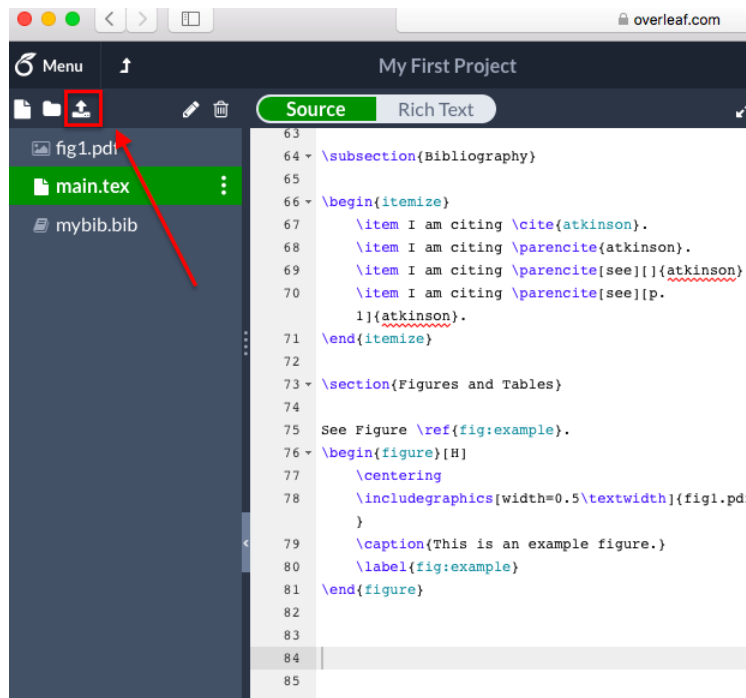 overleaf.com
Menu
My First Project
Source
Rich Text
fig1.pdf
main.tex
mybib.bib
63
64 \subsection{Bibliography}
65
66 \begin{itemize}
67 \item I am citing \cite{atkinson}.
68 \item I am citing \parencite{atkinson}.
69 \item I am citing \parencite[see][]{atkinson}
70 \item I am citing \parencite[see][p.
1]{atkinson}.
71 \end{itemize}
72
73 \section{Figures and Tables}
74
75 See Figure \ref{fig:example}.
76 \begin{figure}[H]
77 \centering
78 \includegraphics[width=0.5\textwidth]{fig1.pd
}
79 \caption{This is an example figure.}
80 \label{fig:example}
81 \end{figure}
82
83
84
85